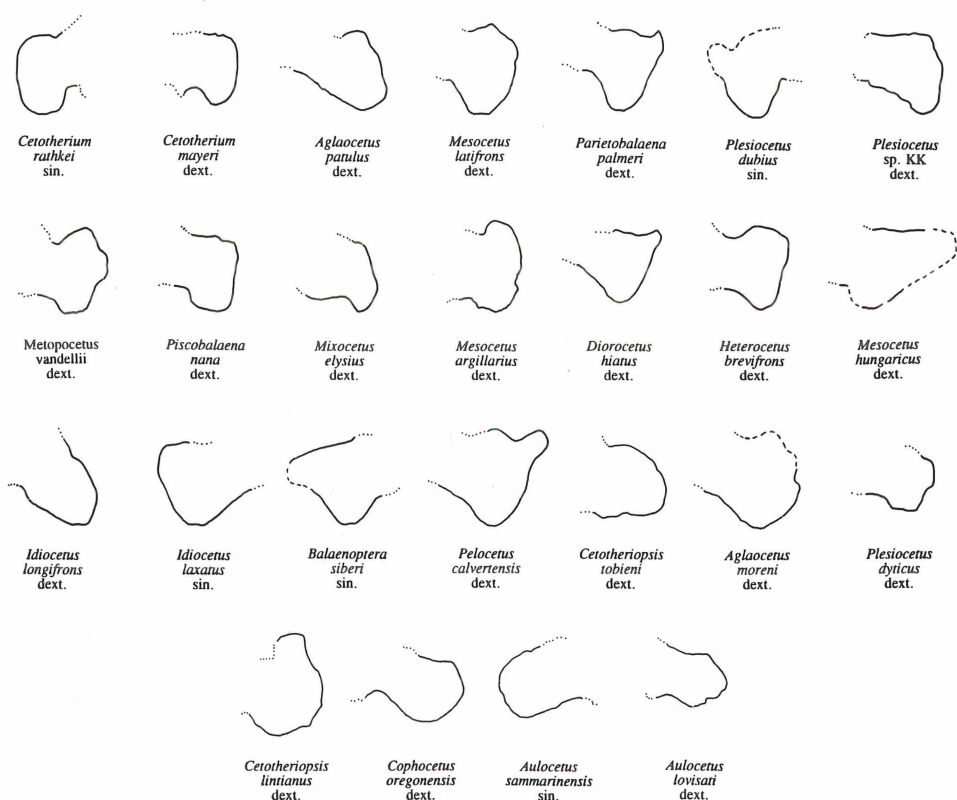 Cetotherium
rathkei
sin.
Cetotherium
mayeri
dext.
Aglaocetus
patulus
dext.
Mesocetus
latifrons
dext.
Parietobalaena
palmeri
dext.
Plesiocetus
dubius
sin.
Plesiocetus
sp. KK
dext.
Metopocetus
vandellii
dext.
Piscobalaena
nana
dext.
Mixocetus
elysius
dext.
Mesocetus
argillarius
dext.
Diorocetus
hiatus
dext.
Heterocetus
brevifrons
dext.
Mesocetus
hungaricus
dext.
Idiocetus
longifrons
dext.
Idiocetus
laxatus
sin.
Balaenoptera
siberi
sin.
Pelocetus
calvertensis
dext.
Cetotheriopsis
tobieni
dext.
Aglaocetus
moreni
dext.
Plesiocetus
dyticus
dext.
Cetotheriopsis
lintianus
dext.
Cophocetus
oregonensis
dext.
Aulocetus
sammarinensis
sin.
Aulocetus
lovisati
dext.